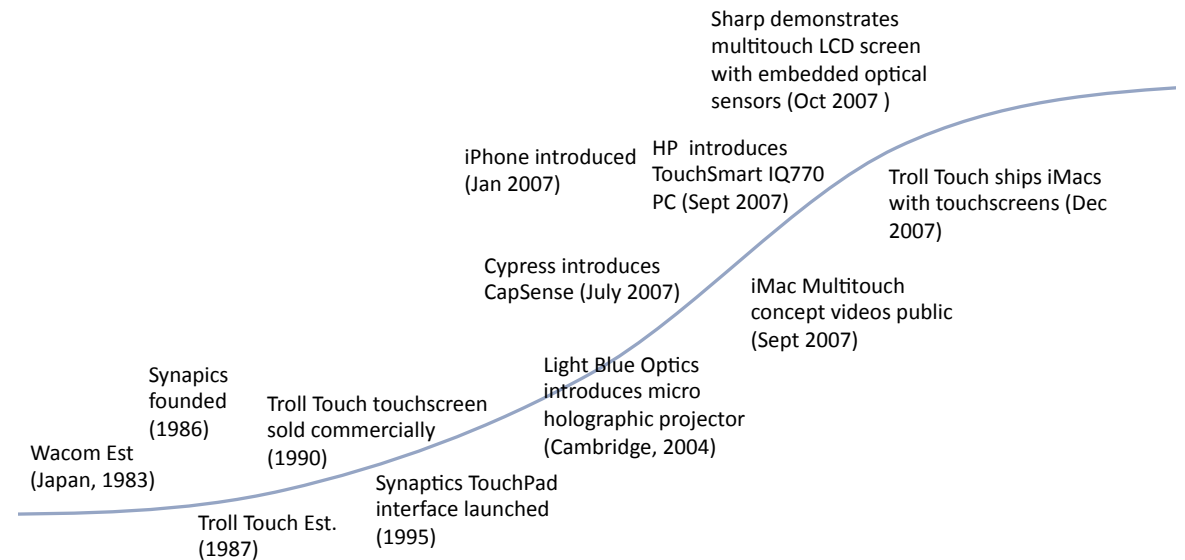 Sharp demonstrates
multitouch LCD screen
with embedded optical
sensors (Oct 2007 )
iPhone introduced
(Jan 2007)
HP  introduces
TouchSmart IQ770
PC (Sept 2007)
Troll Touch ships iMacs
with touchscreens (Dec
2007)
Cypress introduces
CapSense (July 2007)
iMac Multitouch
concept videos public
(Sept 2007)
Light Blue Optics
introduces micro
holographic projector
(Cambridge, 2004)
Synapics
founded
(1986)
Troll Touch touchscreen
sold commercially
(1990)
Wacom Est
(Japan, 1983)
Synaptics TouchPad
interface launched
(1995)
Troll Touch Est.
(1987)